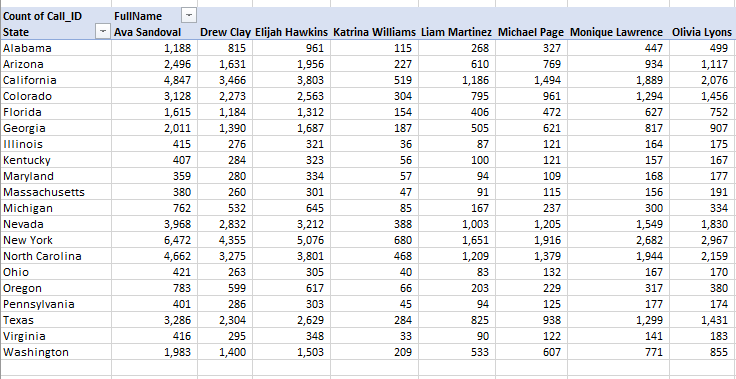 Count of Call_ID FullName
State Ava Sandoval Drew Clay Elijah Hawkins Katrina Williams Liam Martinez Michael Page Monique Lawrence Olivia Lyons
Alabama 1,188 815 961 115 268 327 447 499
Arizona 2,496 1,631 1,956 227 610 769 934 1,117
California 4,847 3,466 3,803 519 1,186 1,494 1,889 2,076
Colorado 3,128 2,273 2,563 304 795 961 1,294 1,456
Florida 1,615 1,184 1,312 154 406 472 627 752
Georgia 2,011 1,390 1,687 187 505 621 817 907
Illinois 415 276 321 36 87 121 164 175
Kentucky 407 284 323 56 100 121 157 167
Maryland 359 280 334 57 94 109 168 177
Massachusetts 380 260 301 47 91 115 156 191
Michigan 762 532 645 85 167 237 300 334
Nevada 3,968 2,832 3,212 388 1,003 1,205 1,549 1,830
New York 6,472 4,355 5,076 680 1,651 1,916 2,682 2,967
North Carolina 4,662 3,275 3,801 468 1,209 1,379 1,944 2,159
Ohio 421 263 305 40 83 132 167 170
Oregon 783 599 617 66 203 229 317 380
Pennsylvania 401 286 303 45 94 125 177 174
Texas 3,286 2,304 2,629 284 825 938 1,299 1,431
Virginia 416 295 348 33 90 122 141 183
Washington 1,983 1,400 1,503 209 533 607 771 855